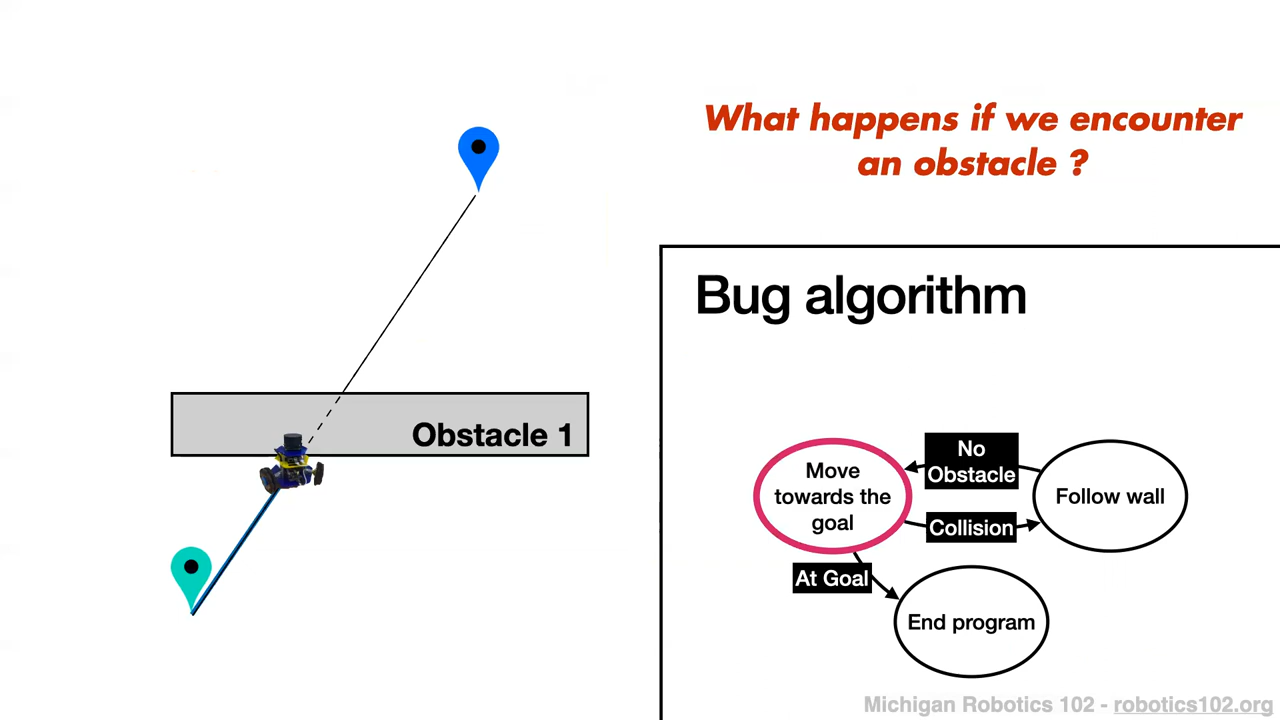 What happens if we encounter
an obstacle ?
Obstacle 1
Bug algorithm
Move
towards the
goal
No
Obstacle
Collision
Follow wall
At Goal
End program
Michigan Robotics 102 - robotics102.org